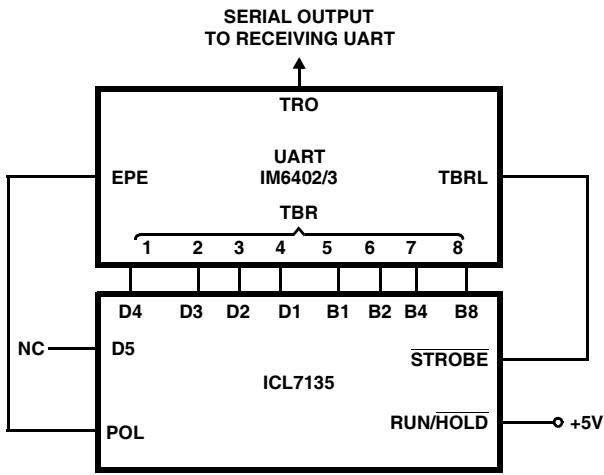 SERIAL OUTPUT
TO RECEIVING UART
TRO
UART
IM6402/3
EPE
TBRL
TBR
1 2 3 4 5 6 7 8
D4 D3 D2 D1 B1 B2 B4 B8
NC
D5
STROBE
ICL7135
RUN/HOLD
+5V
POL